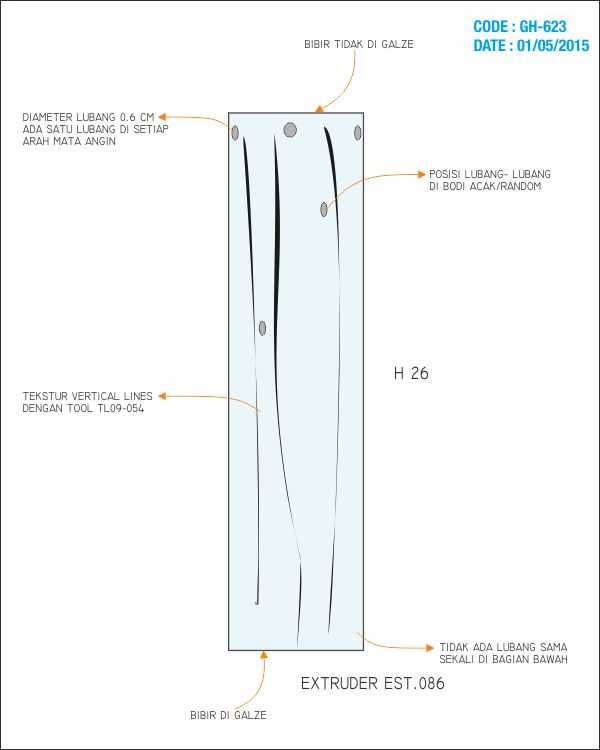 CODE : GH-623
DATE : 01/05/2015
BIBIR TIDAK DI GALZE
DIAMETER LUBANG 0.6 CM
ADA SATU LUBANG DI SETIAP
ARAH MATA ANGIN
POSISI LUBANG- LUBANG
DI BODI ACAK/RANDOM
H 26
TEKSTUR VERTICAL LINES
DENGAN TOOL TL09-054
TIDAK ADA LUBANG SAMA
SEKALI DI BAGIAN BAWAH
EXTRUDER EST.086
BIBIR DI GALZE